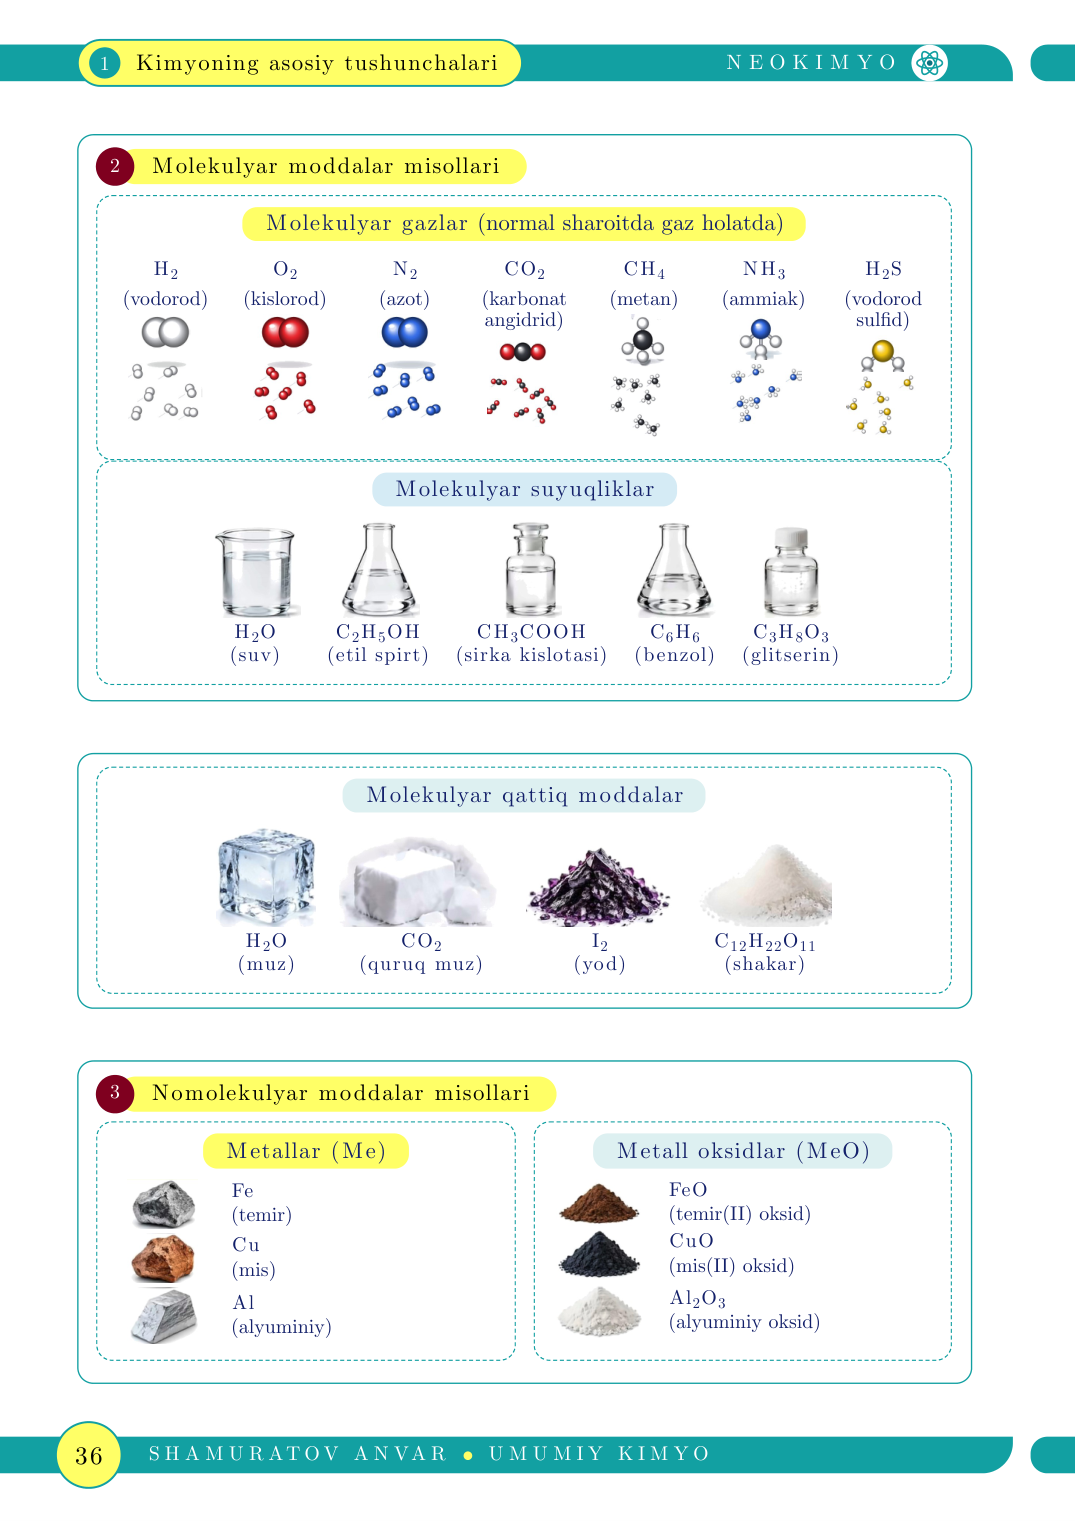 1 Kimyoning asosiy tushunchalari
NEOKIMYO
2 Molekulyar moddalar misollari
Molekulyar gazlar (normal sharoitda gaz holatda)
H₂
(vodorod)
O₂
(kislorod)
N₂
(azot)
CO₂
(karbonat
angidrid)
CH₄
(metan)
NH₃
(ammiak)
H₂S
(vodorod
sulfid)
Molekulyar suyuqliklar
H₂O
(suv)
C₂H₅OH
(etil spirt)
CH₃COOH
(sirka kislotasi)
C₆H₆
(benzol)
C₃H₈O₃
(glitserin)
Molekulyar qattiq moddalar
H₂O
(muz)
CO₂
(quruq muz)
I₂
(yod)
C₁₂H₂₂O₁₁
(shakar)
3 Nomolekulyar moddalar misollari
Metallar (Me)
Fe
(temir)
Cu
(mis)
Al
(alyuminiy)
Metall oksidlar (MeO)
FeO
(temir(II) oksid)
CuO
(mis(II) oksid)
Al₂O₃
(alyuminiy oksid)
36 SHAMURATOV ANVAR • UMUMIY KIMYO